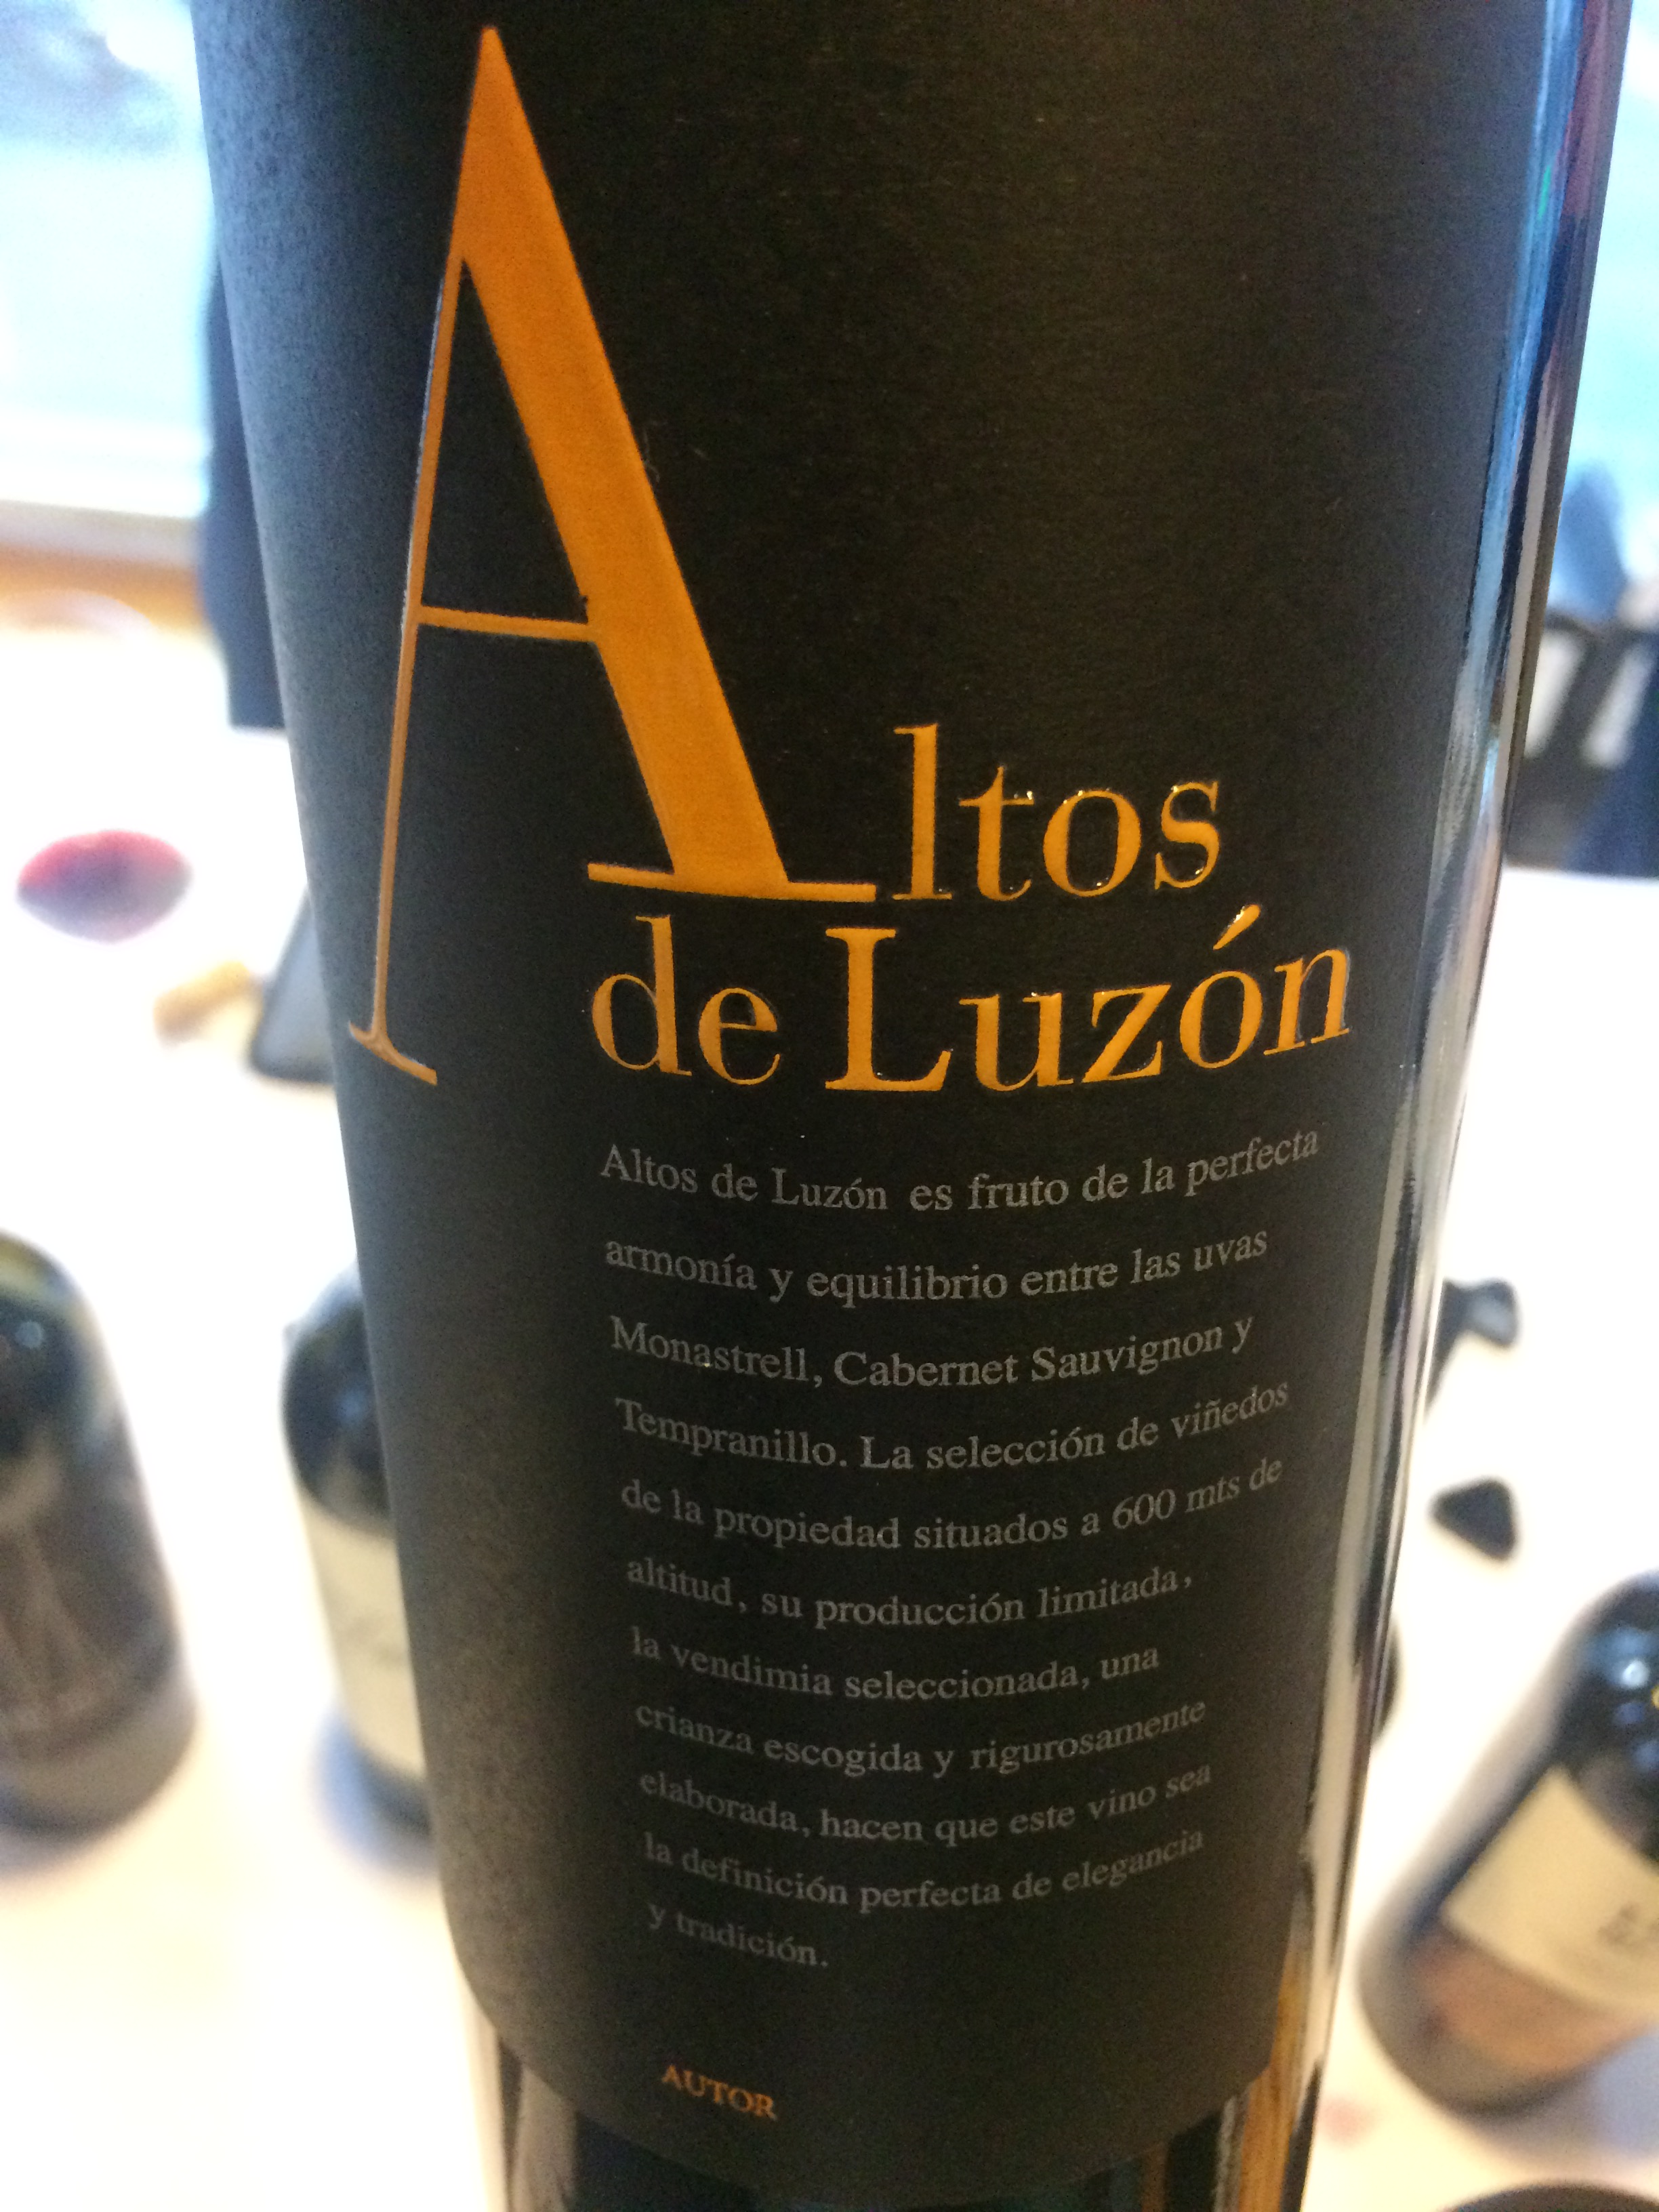 Altos
de Luzón
Altos de Luzón es fruto de la perfecta
armonía y equilibrio entre las uvas
Monastrell, Cabernet Sauvignon y
Tempranillo. La selección de viñedos
de la propiedad situados a 600 mts de
altitud, su producción limitada,
la vendimia seleccionada, una
crianza escogida y rigurosamente
elaborada, hacen que este vino sea
la definición perfecta de elegancia
y tradición.
AUTOR